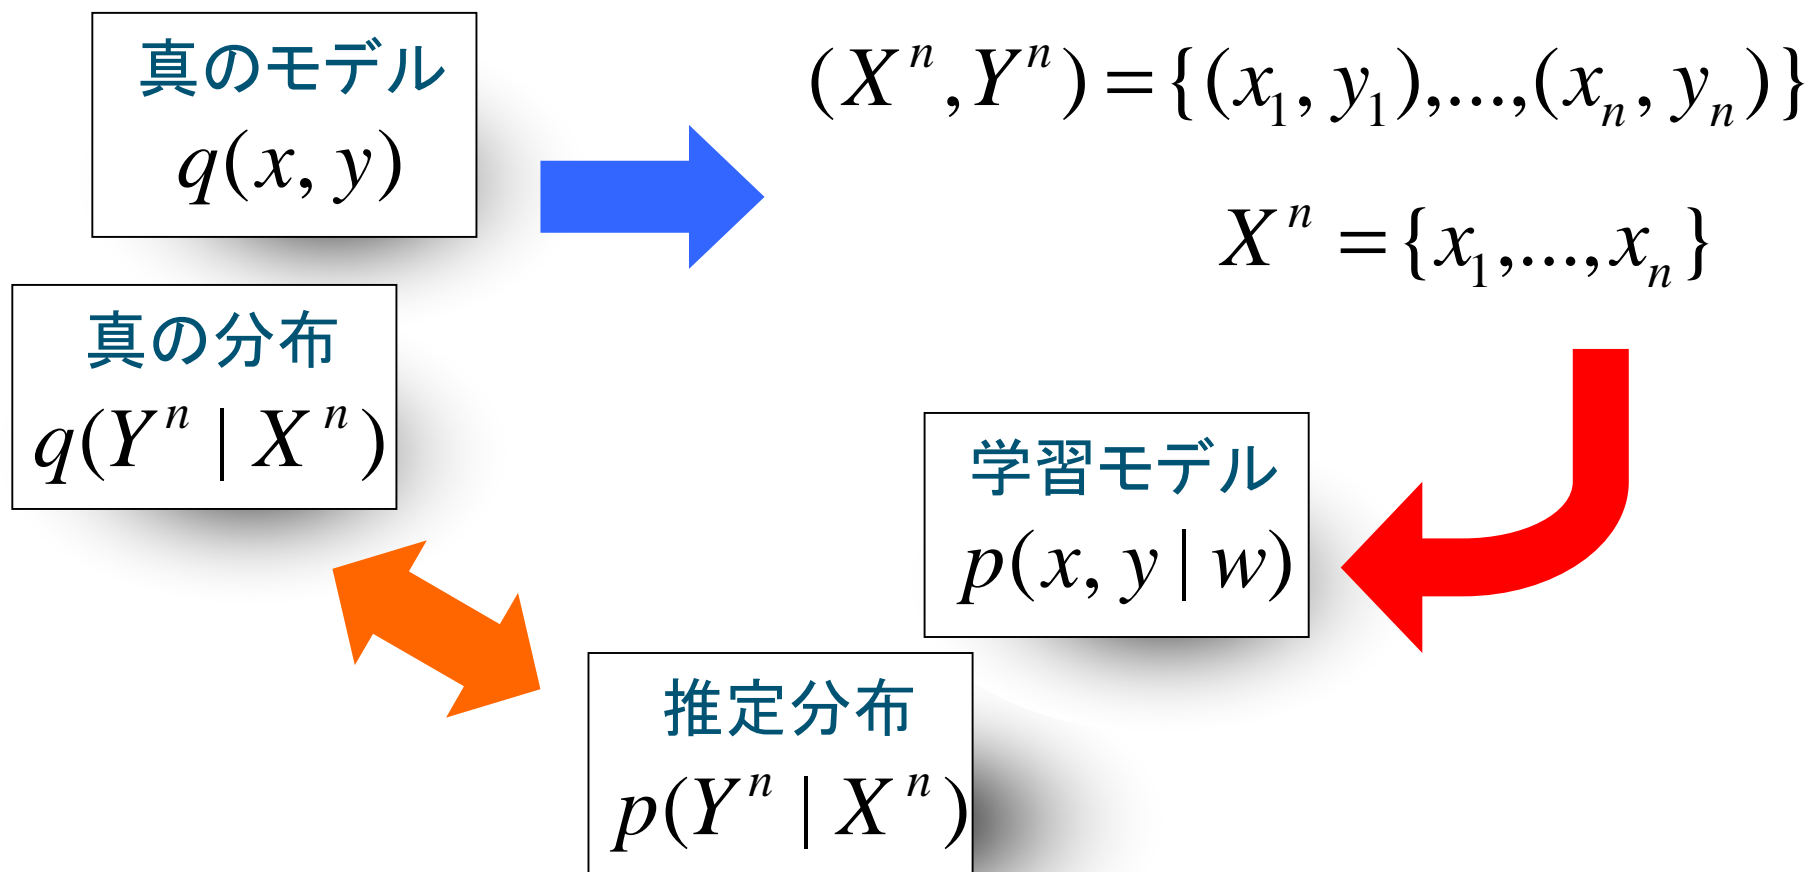 真のモデル
q(x, y)
(X^n, Y^n) = {(x_1, y_1),...,(x_n, y_n)}
X^n = {x_1,...,x_n}
真の分布
q(Y^n | X^n)
学習モデル
p(x, y | w)
推定分布
p(Y^n | X^n)